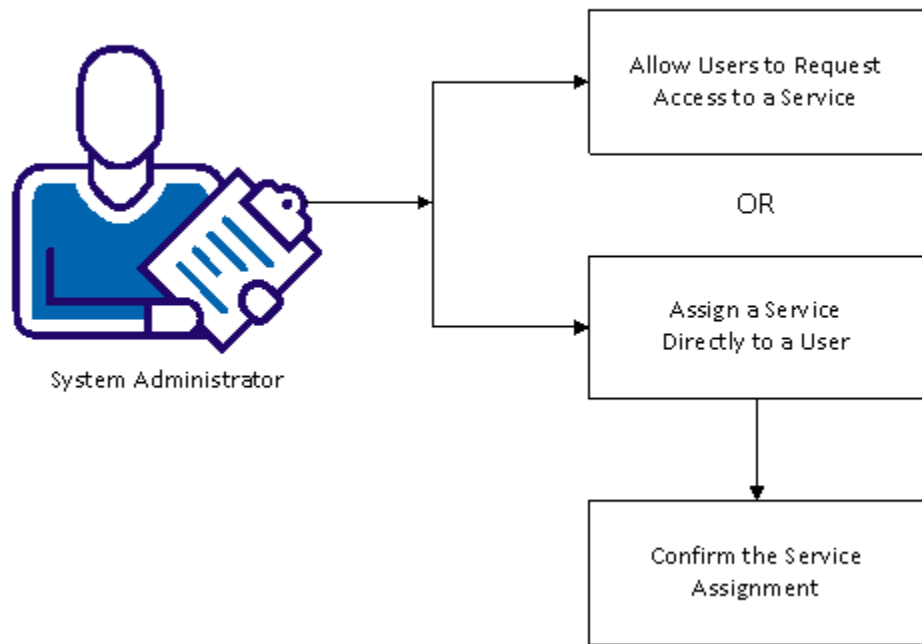 Allow Users to Request
Access to a Service
OR
Assign a Service
Directly to a User
System Administrator
Confirm the Service
Assignment